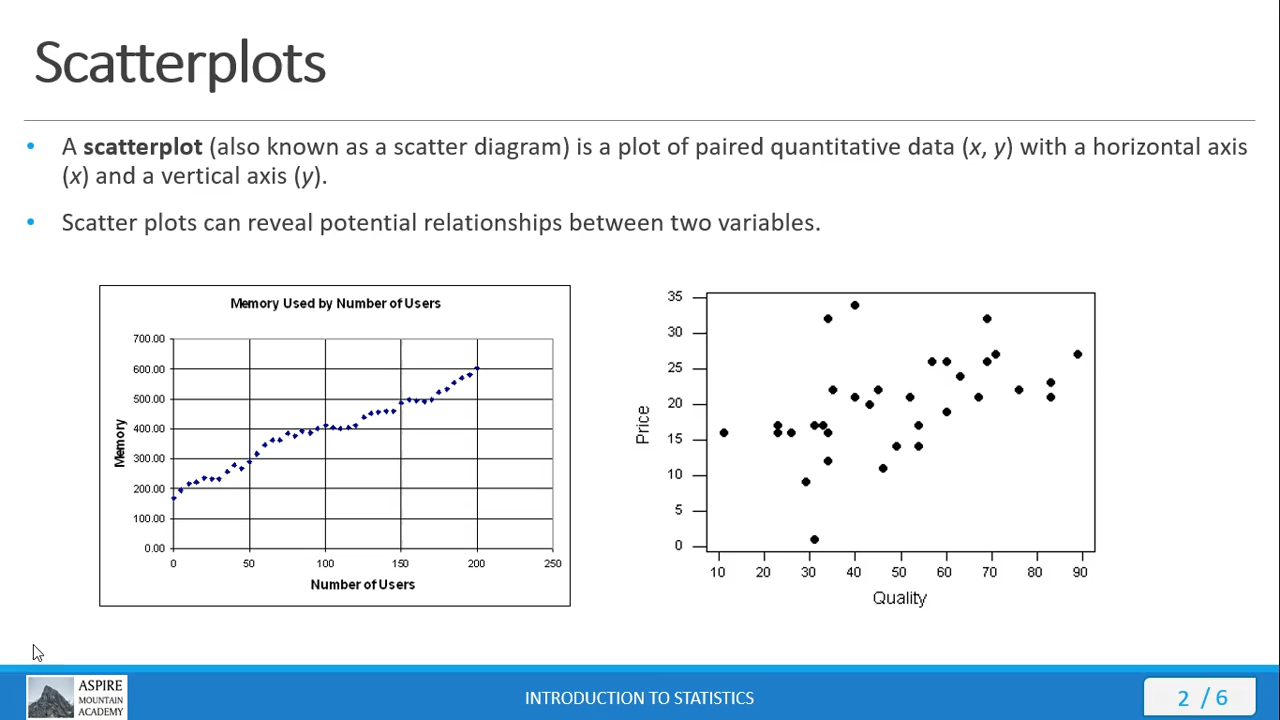 Scatterplots
• A scatterplot (also known as a scatter diagram) is a plot of paired quantitative data (x, y) with a horizontal axis
(x) and a vertical axis (y).
• Scatter plots can reveal potential relationships between two variables.
Memory Used by Number of Users
700.00
600.00
500.00
400.00
300.00
200.00
100.00
0.00
Memory
0 50 100 150 200 250
Number of Users
35
30
25
20
15
10
5
0
Price
10 20 30 40 50 60 70 80 90
Quality
ASPIRE
MOUNTAIN
ACADEMY
INTRODUCTION TO STATISTICS
2 / 6